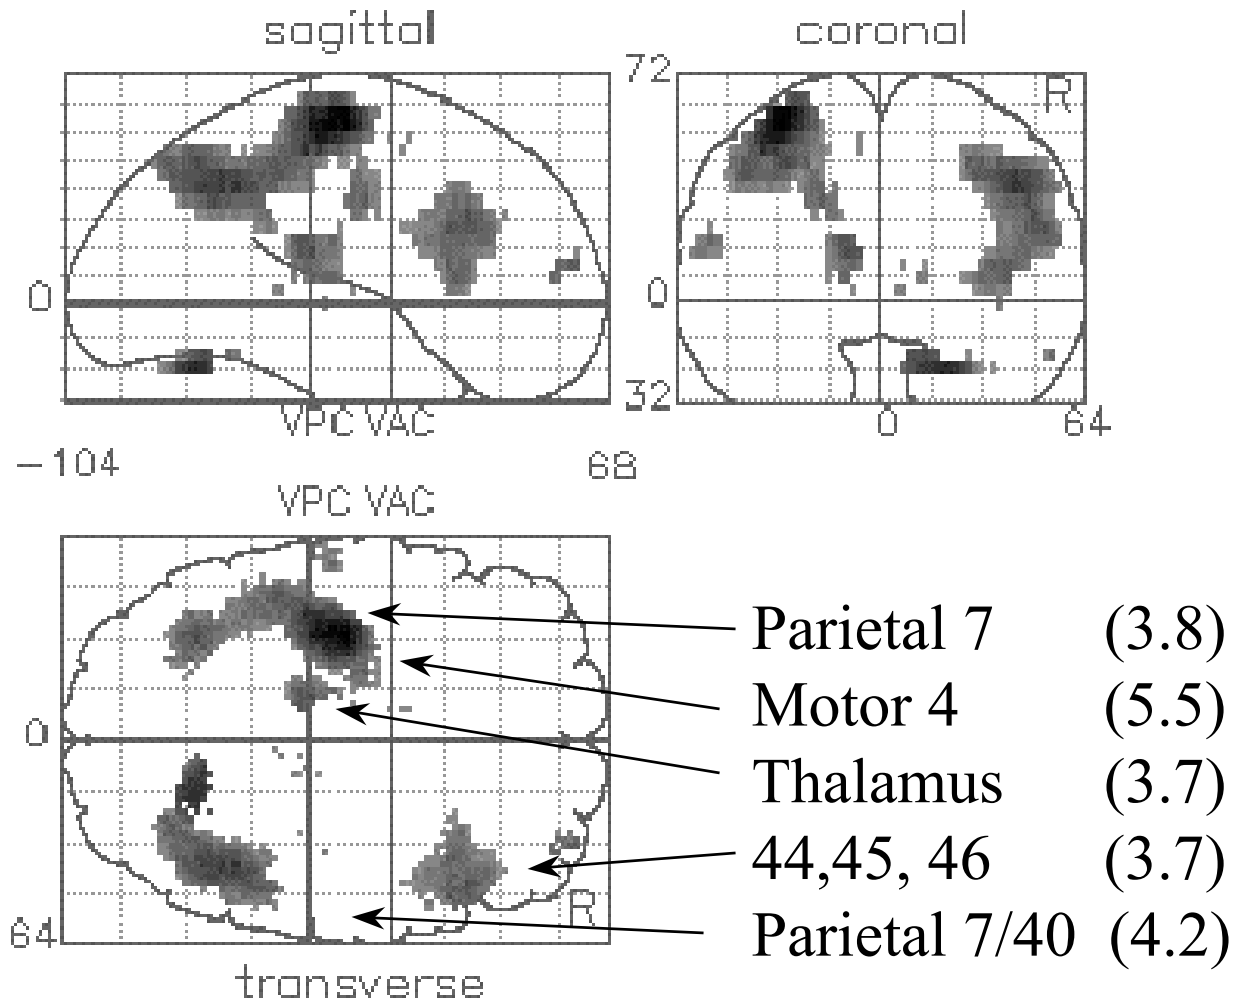 sagittal
coronal
72
R
0
0
32
VPC VAC
0
64
-104
68
VPC VAC
Parietal 7 (3.8)
Motor 4 (5.5)
0
Thalamus (3.7)
44,45, 46 (3.7)
R
64
Parietal 7/40 (4.2)
transverse